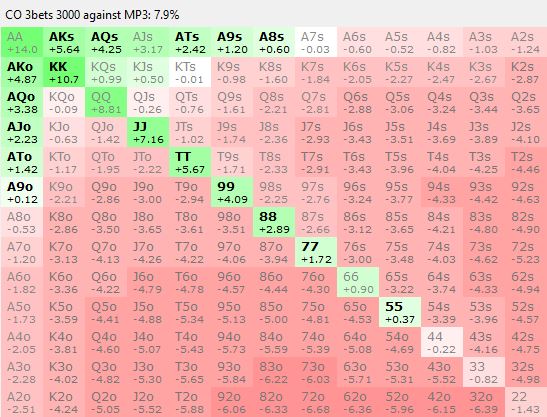 CO 3bets 3000 against MP3: 7.9%
AA AKs AQs AJs ATs A9s A8s A7s A6s A5s A4s A3s A2s
+14.0 +5.64 +4.25 +3.17 +2.42 +1.20 +0.60 -0.03 -0.60 -0.52 -0.82 -1.03 -1.24
AKo KK KQs KJs KTs K9s K8s K7s K6s K5s K4s K3s K2s
+4.87 +10.7 +0.99 +0.50 -0.01 -0.98 -1.60 -1.84 -2.05 -2.27 -2.47 -2.67 -2.87
AQo KQo QQ QJs QTs Q9s Q8s Q7s Q6s Q5s Q4s Q3s Q2s
+3.38 -0.09 +8.81 -0.26 -0.76 -1.61 -2.21 -2.81 -2.88 -3.06 -3.24 -3.44 -3.65
AJo KJo QJo JJ JTs J9s J8s J7s J6s J5s J4s J3s J2s
+2.23 -0.63 -1.42 +7.16 -1.02 -1.74 -2.36 -2.93 -3.43 -3.51 -3.69 -3.89 -4.10
ATo KTo QTo JTo TT T9s T8s T7s T6s T5s T4s T3s T2s
+1.42 -1.17 -1.95 -2.22 +5.67 -1.71 -2.33 -2.91 -3.43 -3.96 -4.04 -4.25 -4.46
A9o K9o Q9o J9o T9o 99 98s 97s 96s 95s 94s 93s 92s
+0.12 -2.21 -2.86 -3.00 -2.94 +4.09 -2.25 -2.76 -3.24 -3.77 -4.33 -4.42 -4.63
A8o K8o Q8o J8o T8o 98o 88 87s 86s 85s 84s 83s 82s
-0.53 -2.86 -3.50 -3.65 -3.61 -3.51 +2.89 -2.66 -3.12 -3.65 -4.21 -4.80 -4.90
A7o K7o Q7o J7o T7o 97o 87o 77 76s 75s 74s 73s 72s
-1.20 -3.13 -4.13 -4.26 -4.22 -4.06 -3.94 +1.72 -3.00 -3.48 -4.03 -4.62 -5.23
A6o K6o Q6o J6o T6o 96o 86o 76o 66 65s 64s 63s 62s
-1.82 -3.36 -4.22 -4.79 -4.78 -4.57 -4.44 -4.30 +0.90 -3.22 -3.74 -4.33 -4.94
A5o K5o Q5o J5o T5o 95o 85o 75o 65o 55 54s 53s 52s
-1.73 -3.59 -4.41 -4.88 -5.34 -5.13 -5.00 -4.81 -4.53 +0.37 -3.39 -3.96 -4.57
A4o K4o Q4o J4o T4o 94o 84o 74o 64o 54o 44 43s 42s
-2.05 -3.81 -4.60 -5.07 -5.43 -5.73 -5.59 -5.39 -5.08 -4.69 -0.22 -4.16 -4.75
A3o K3o Q3o J3o T3o 93o 83o 73o 63o 53o 43o 33 32s
-2.28 -4.02 -4.82 -5.30 -5.65 -5.84 -6.22 -6.03 -5.71 -5.31 -5.52 -0.82 -4.98
A2o K2o Q2o J2o T2o 92o 82o 72o 62o 52o 42o 32o 22
-2.51 -4.24 -5.05 -5.52 -5.88 -6.06 -6.33 -6.68 -6.36 -5.96 -6.15 -6.39 -1.43